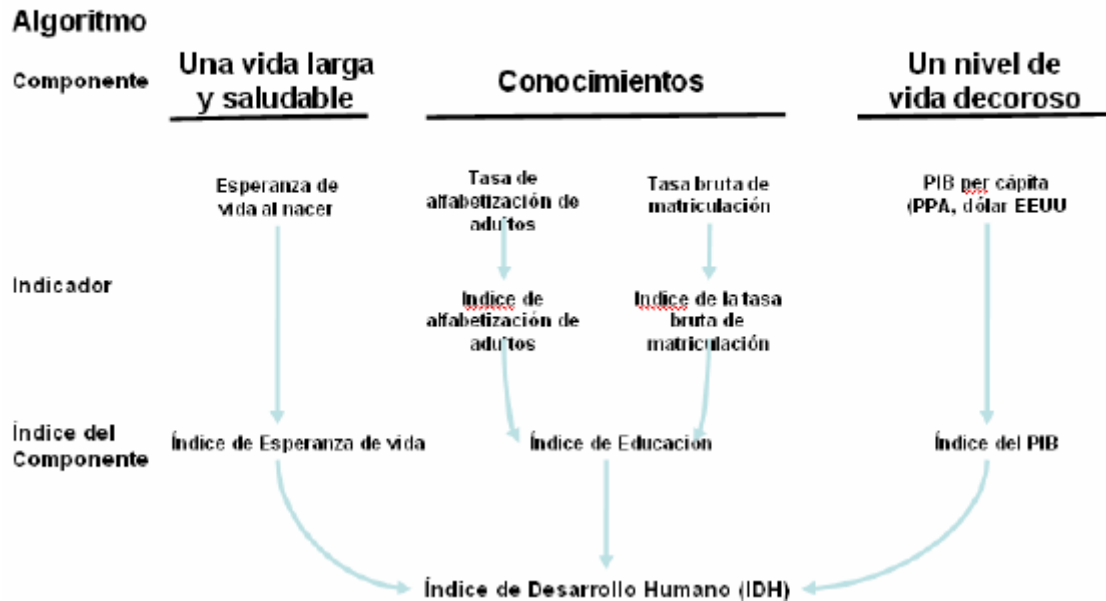 Algoritmo
Componente
Una vida larga
y saludable
Conocimientos
Un nivel de
vida decoroso
Esperanza de
vida al nacer
Tasa de
alfabetización de
adultos
Tasa bruta de
matriculación
PIB per cápita
(PPA, dólar EEUU
Indicador
Indice de
alfabetización de
adultos
Indice de la tasa
bruta de
matriculación
Índice del
Componente
Índice de Esperanza de vida
Índice de Educación
Índice del PIB
Índice de Desarrollo Humano (IDH)